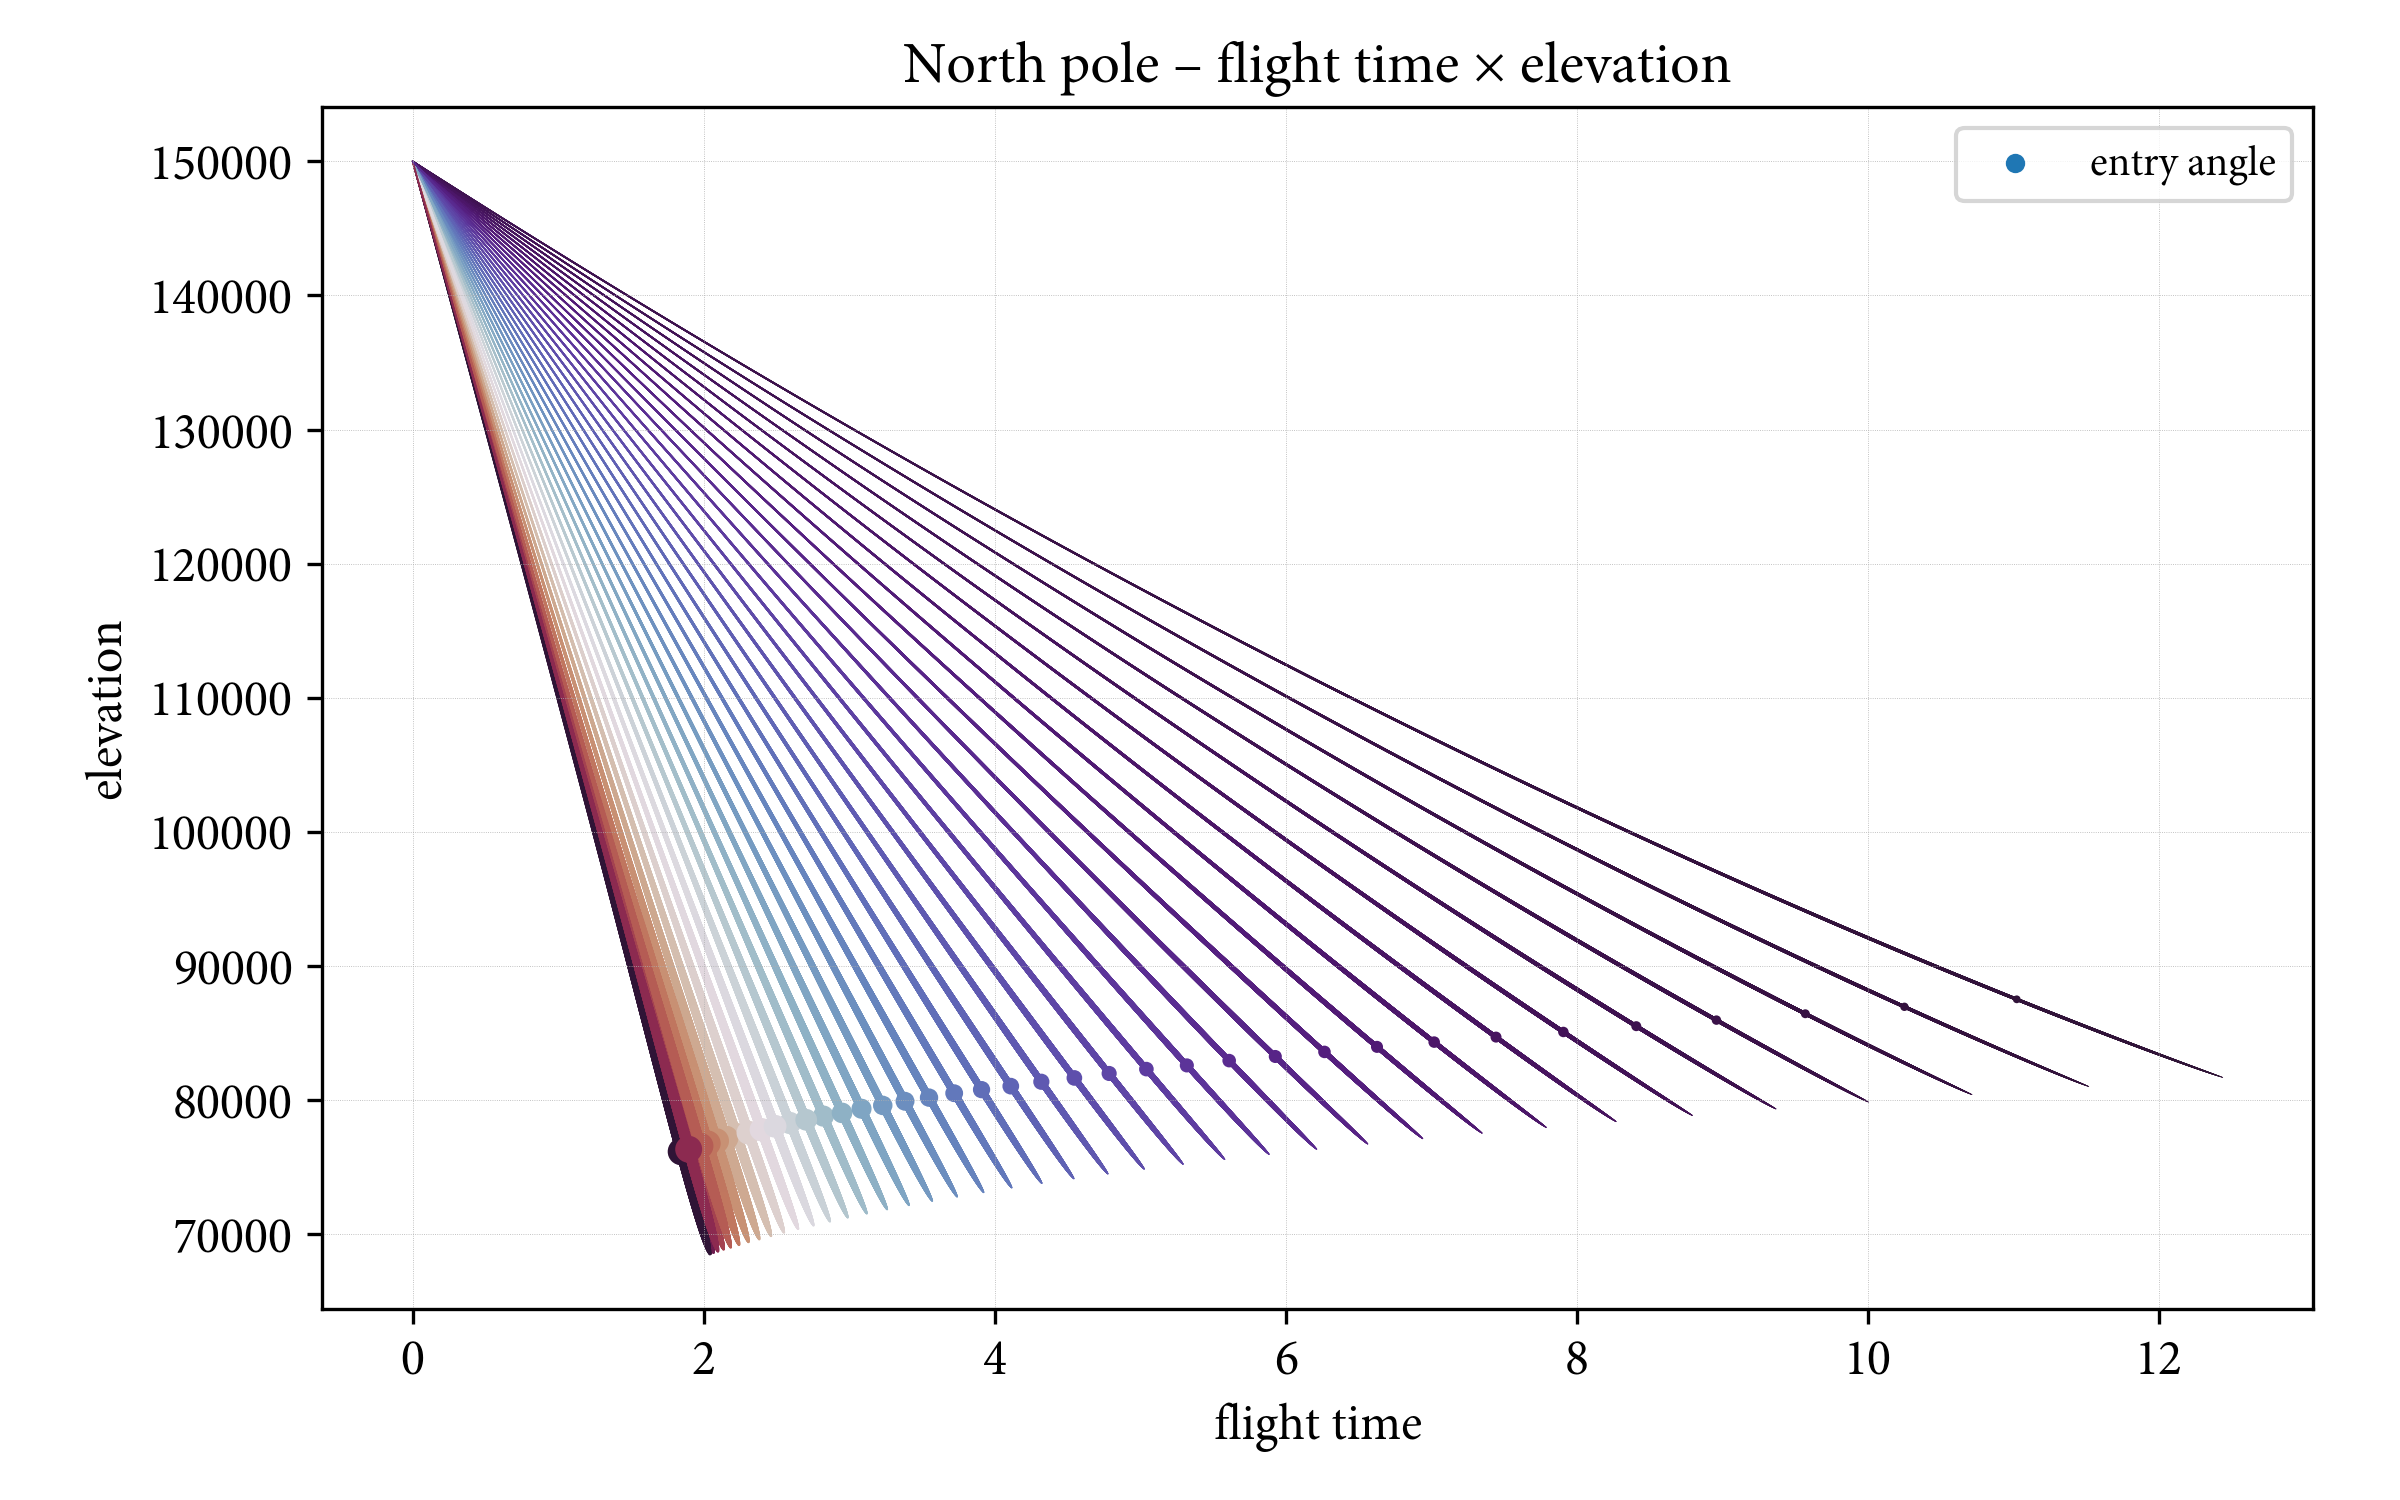 North pole – flight time × elevation
entry angle
150000
140000
130000
120000
110000
100000
90000
80000
70000
elevation
0 2 4 6 8 10 12
flight time